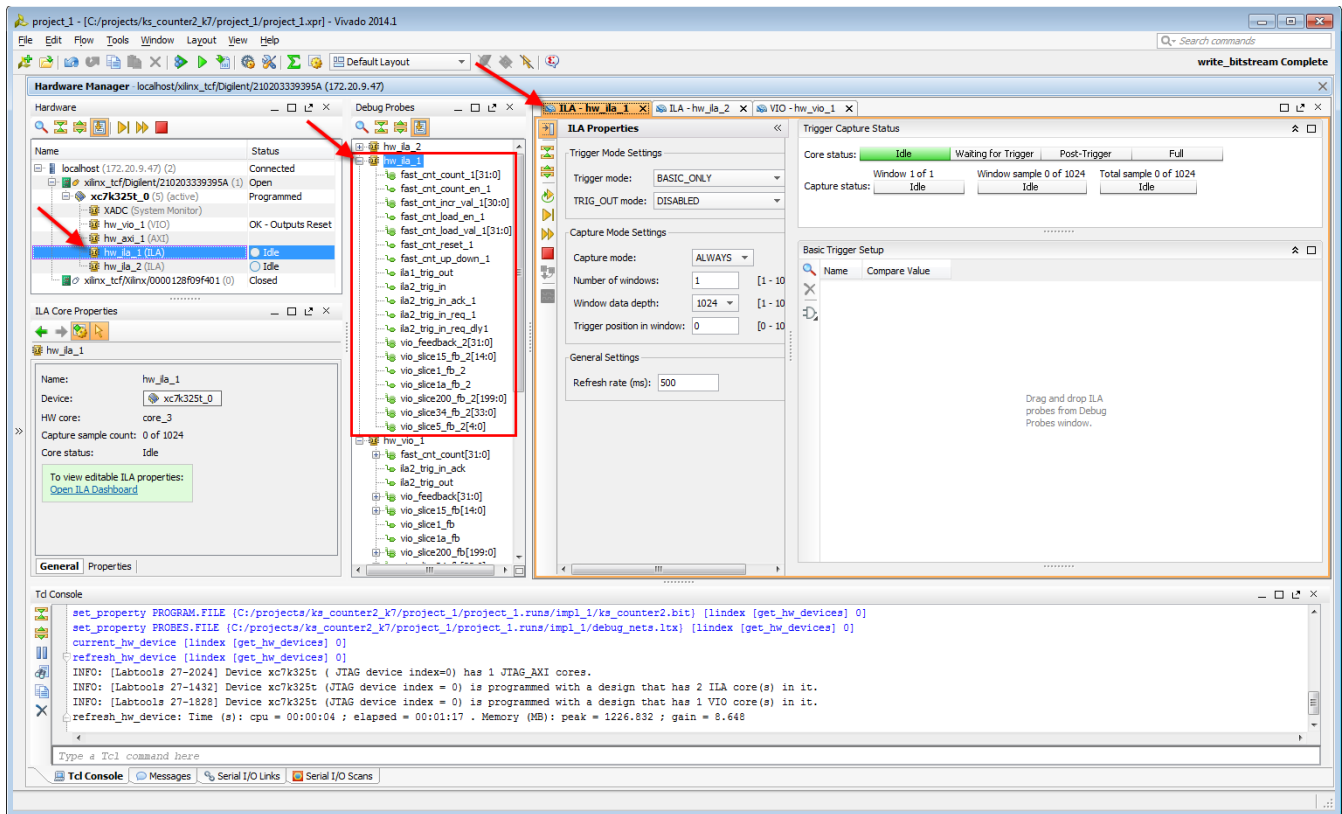 project_1 - [C:/projects/ks_counter2_k7/project_1/project_1.xpr] - Vivado 2014.1
File Edit Flow Tools Window Layout View Help
Q- Search commands
Default Layout
write_bitstream Complete
Hardware Manager - localhost/xilinx_tcf/Digilent/210203339395A (172.20.9.47)
Hardware
Name Status
localhost (172.20.9.47) (2) Connected
xilinx_tcf/Digilent/210203339395A (1) Open
xc7k325t_0 (5) (active) Programmed
XADC (System Monitor)
hw_vio_1 (VIO) OK - Outputs Reset
hw_axi_1 (AXI)
hw_ila_1 (ILA) Idle
hw_ila_2 (ILA) Idle
xilinx_tcf/Xilinx/0000128f09f401 (0) Closed
ILA Core Properties
hw_ila_1
Name: hw_ila_1
Device: xc7k325t_0
HW core: core_3
Capture sample count: 0 of 1024
Core status: Idle
To view editable ILA properties:
Open ILA Dashboard
General Properties
Debug Probes
hw_ila_2
hw_ila_1
fast_cnt_count_1[31:0]
fast_cnt_count_en_1
fast_cnt_incr_val_1[30:0]
fast_cnt_load_en_1
fast_cnt_load_val_1[31:0]
fast_cnt_reset_1
fast_cnt_up_down_1
ila1_trig_out
ila2_trig_in
ila2_trig_in_ack_1
ila2_trig_in_req_1
ila2_trig_in_req_dly1
vio_feedback_2[31:0]
vio_slice15_fb_2[14:0]
vio_slice1_fb_2
vio_slice1a_fb_2
vio_slice200_fb_2[199:0]
vio_slice34_fb_2[33:0]
vio_slice5_fb_2[4:0]
hw_vio_1
fast_cnt_count[31:0]
ila2_trig_in_ack
ila2_trig_out
vio_feedback[31:0]
vio_slice15_fb[14:0]
vio_slice1_fb
vio_slice1a_fb
vio_slice200_fb[199:0]
ILA - hw_ila_1 ILA - hw_ila_2 VIO - hw_vio_1
ILA Properties
Trigger Mode Settings
Trigger mode: BASIC_ONLY
TRIG_OUT mode: DISABLED
Capture Mode Settings
Capture mode: ALWAYS
Number of windows: 1 [1 - 10
Window data depth: 1024 [1 - 10
Trigger position in window: 0 [0 - 10
General Settings
Refresh rate (ms): 500
Trigger Capture Status
Core status: Idle Waiting for Trigger Post-Trigger Full
Window 1 of 1 Window sample 0 of 1024 Total sample 0 of 1024
Capture status: Idle Idle Idle
Basic Trigger Setup
Name Compare Value
Drag and drop ILA
probes from Debug
Probes window.
Tcl Console
set_property PROGRAM.FILE {C:/projects/ks_counter2_k7/project_1/project_1.runs/impl_1/ks_counter2.bit} [lindex [get_hw_devices] 0]
set_property PROBES.FILE {C:/projects/ks_counter2_k7/project_1/project_1.runs/impl_1/debug_nets.ltx} [lindex [get_hw_devices] 0]
current_hw_device [lindex [get_hw_devices] 0]
refresh_hw_device [lindex [get_hw_devices] 0]
INFO: [Labtools 27-2024] Device xc7k325t ( JTAG device index=0) has 1 JTAG_AXI cores.
INFO: [Labtools 27-1432] Device xc7k325t (JTAG device index = 0) is programmed with a design that has 2 ILA core(s) in it.
INFO: [Labtools 27-1828] Device xc7k325t (JTAG device index = 0) is programmed with a design that has 1 VIO core(s) in it.
refresh_hw_device: Time (s): cpu = 00:00:04 ; elapsed = 00:01:17 . Memory (MB): peak = 1226.832 ; gain = 8.648
Type a Tcl command here
Tcl Console Messages Serial I/O Links Serial I/O Scans